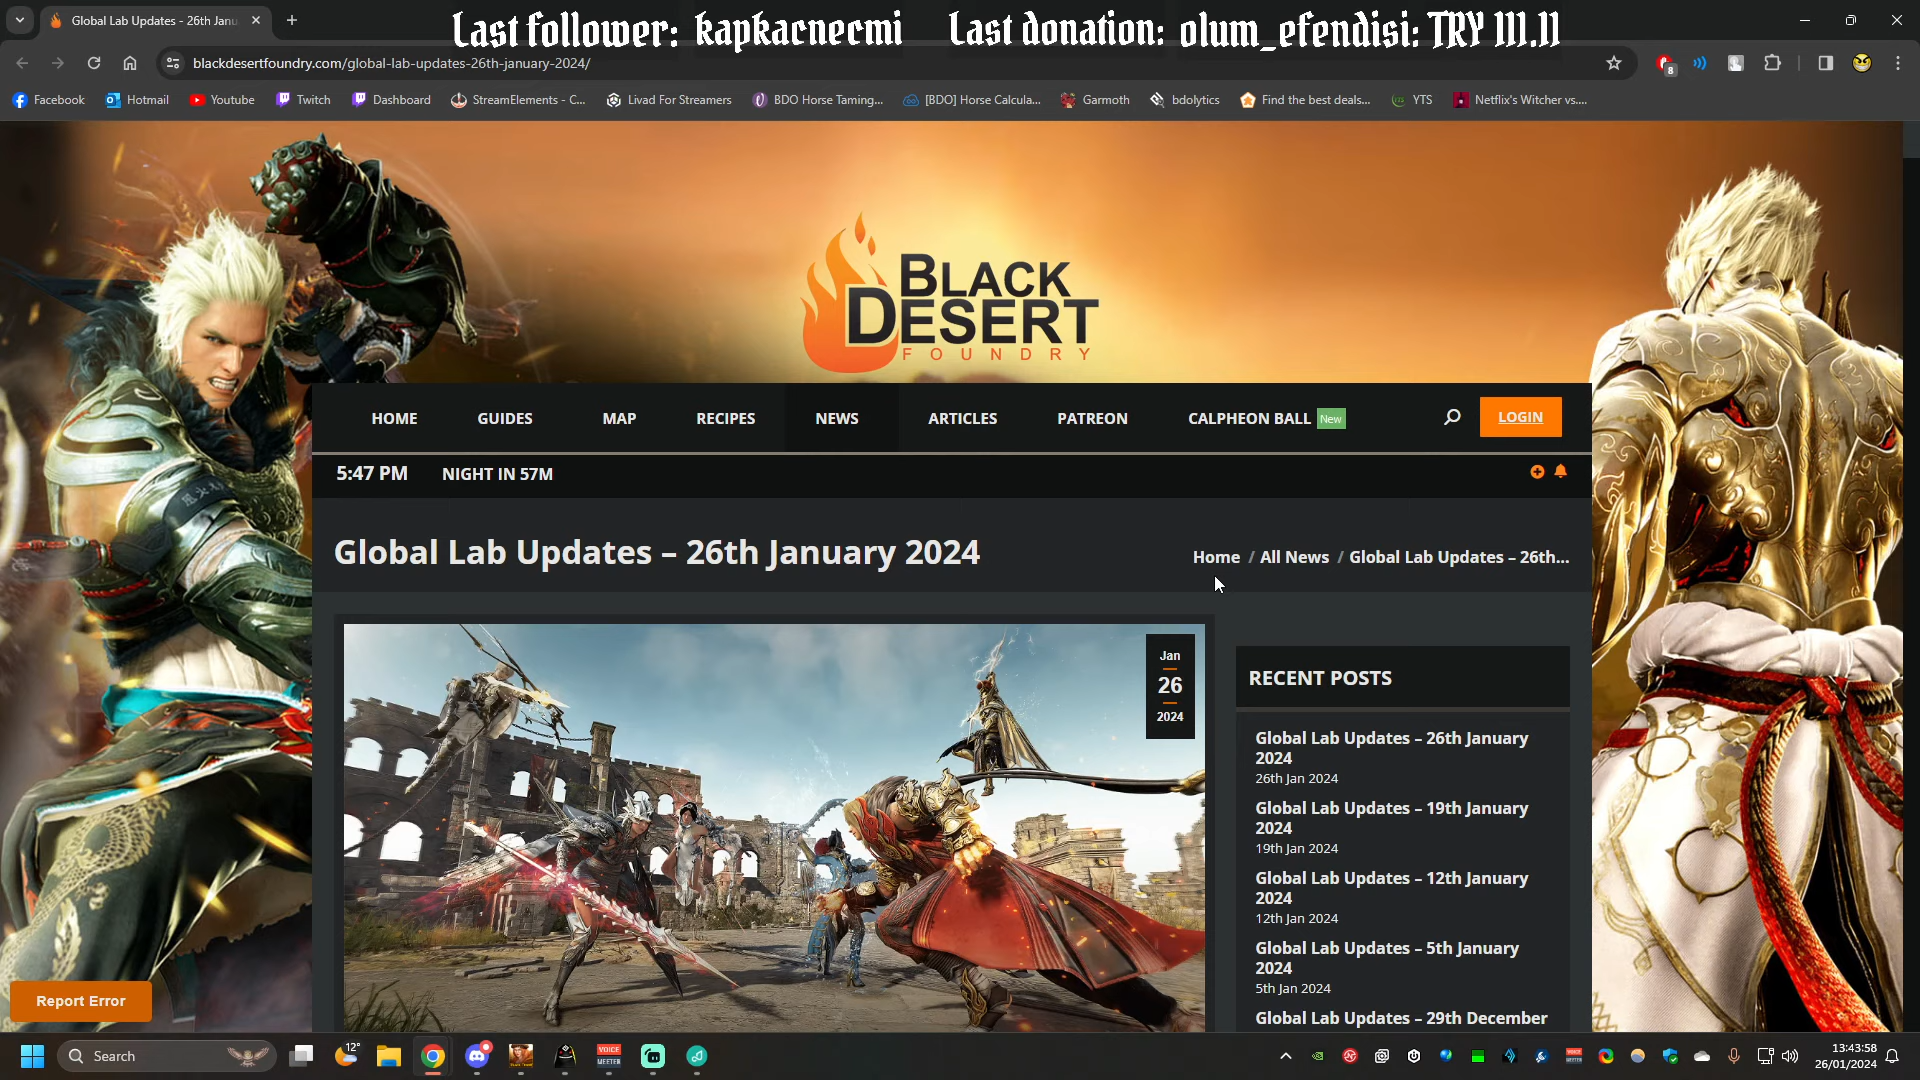 Global Lab Updates - 26th Janu
Last follower: kapkacnecmi Last donation: olum_efendisi: TRY 111.11
blackdesertfoundry.com/global-lab-updates-26th-january-2024/
8
Facebook Hotmail Youtube Twitch Dashboard StreamElements - C... Livad For Streamers BDO Horse Taming... [BDO] Horse Calcula... Garmoth bdolytics Find the best deals... YTS Netflix's Witcher vs....
BLACK
DESERT
FOUNDRY
HOME GUIDES MAP RECIPES NEWS ARTICLES PATREON CALPHEON BALL New LOGIN
5:47 PM NIGHT IN 57M
Global Lab Updates – 26th January 2024
Home / All News / Global Lab Updates – 26th...
Jan
26
2024
RECENT POSTS
Global Lab Updates – 26th January
2024
26th Jan 2024
Global Lab Updates – 19th January
2024
19th Jan 2024
Global Lab Updates – 12th January
2024
12th Jan 2024
Global Lab Updates – 5th January
2024
5th Jan 2024
Global Lab Updates – 29th December
Report Error
Search
12°
VOICE
MEETER
13:43:58
26/01/2024